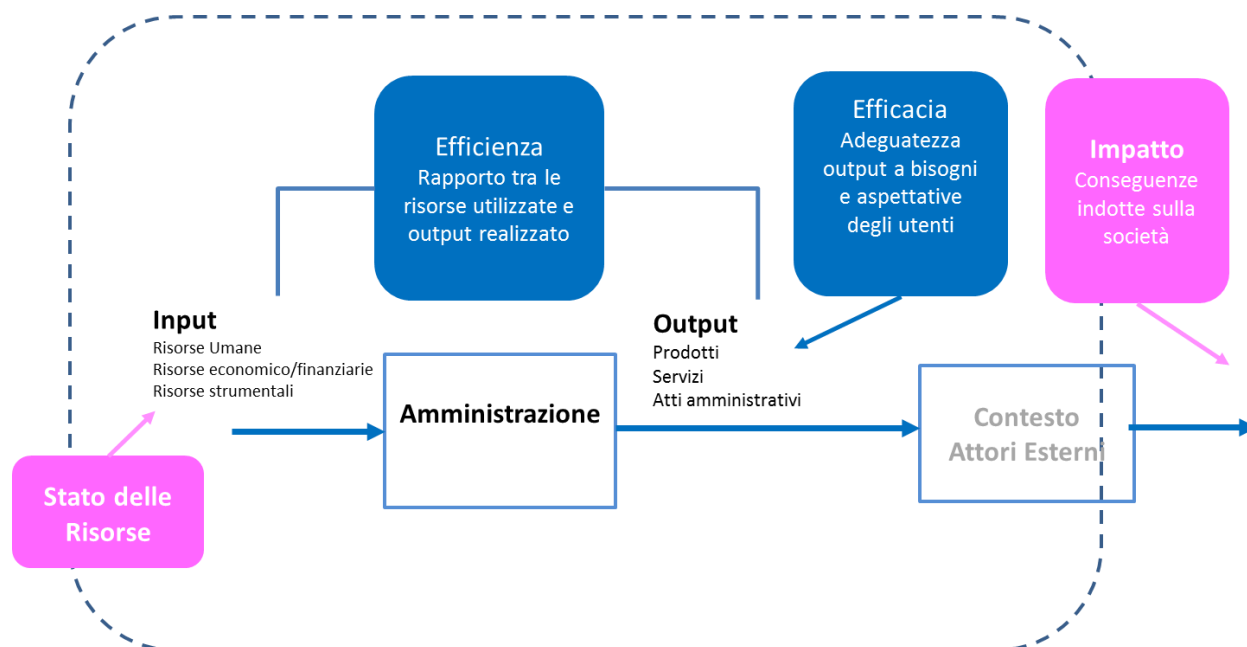 Efficienza
Rapporto tra le
risorse utilizzate e
output realizzato
Efficacia
Adeguatezza
output a bisogni
e aspettative
degli utenti
Impatto
Conseguenze
indotte sulla
società
Input
Risorse Umane
Risorse economico/finanziarie
Risorse strumentali
Output
Prodotti
Servizi
Atti amministrativi
Amministrazione
Contesto
Attori Esterni
Stato delle
Risorse